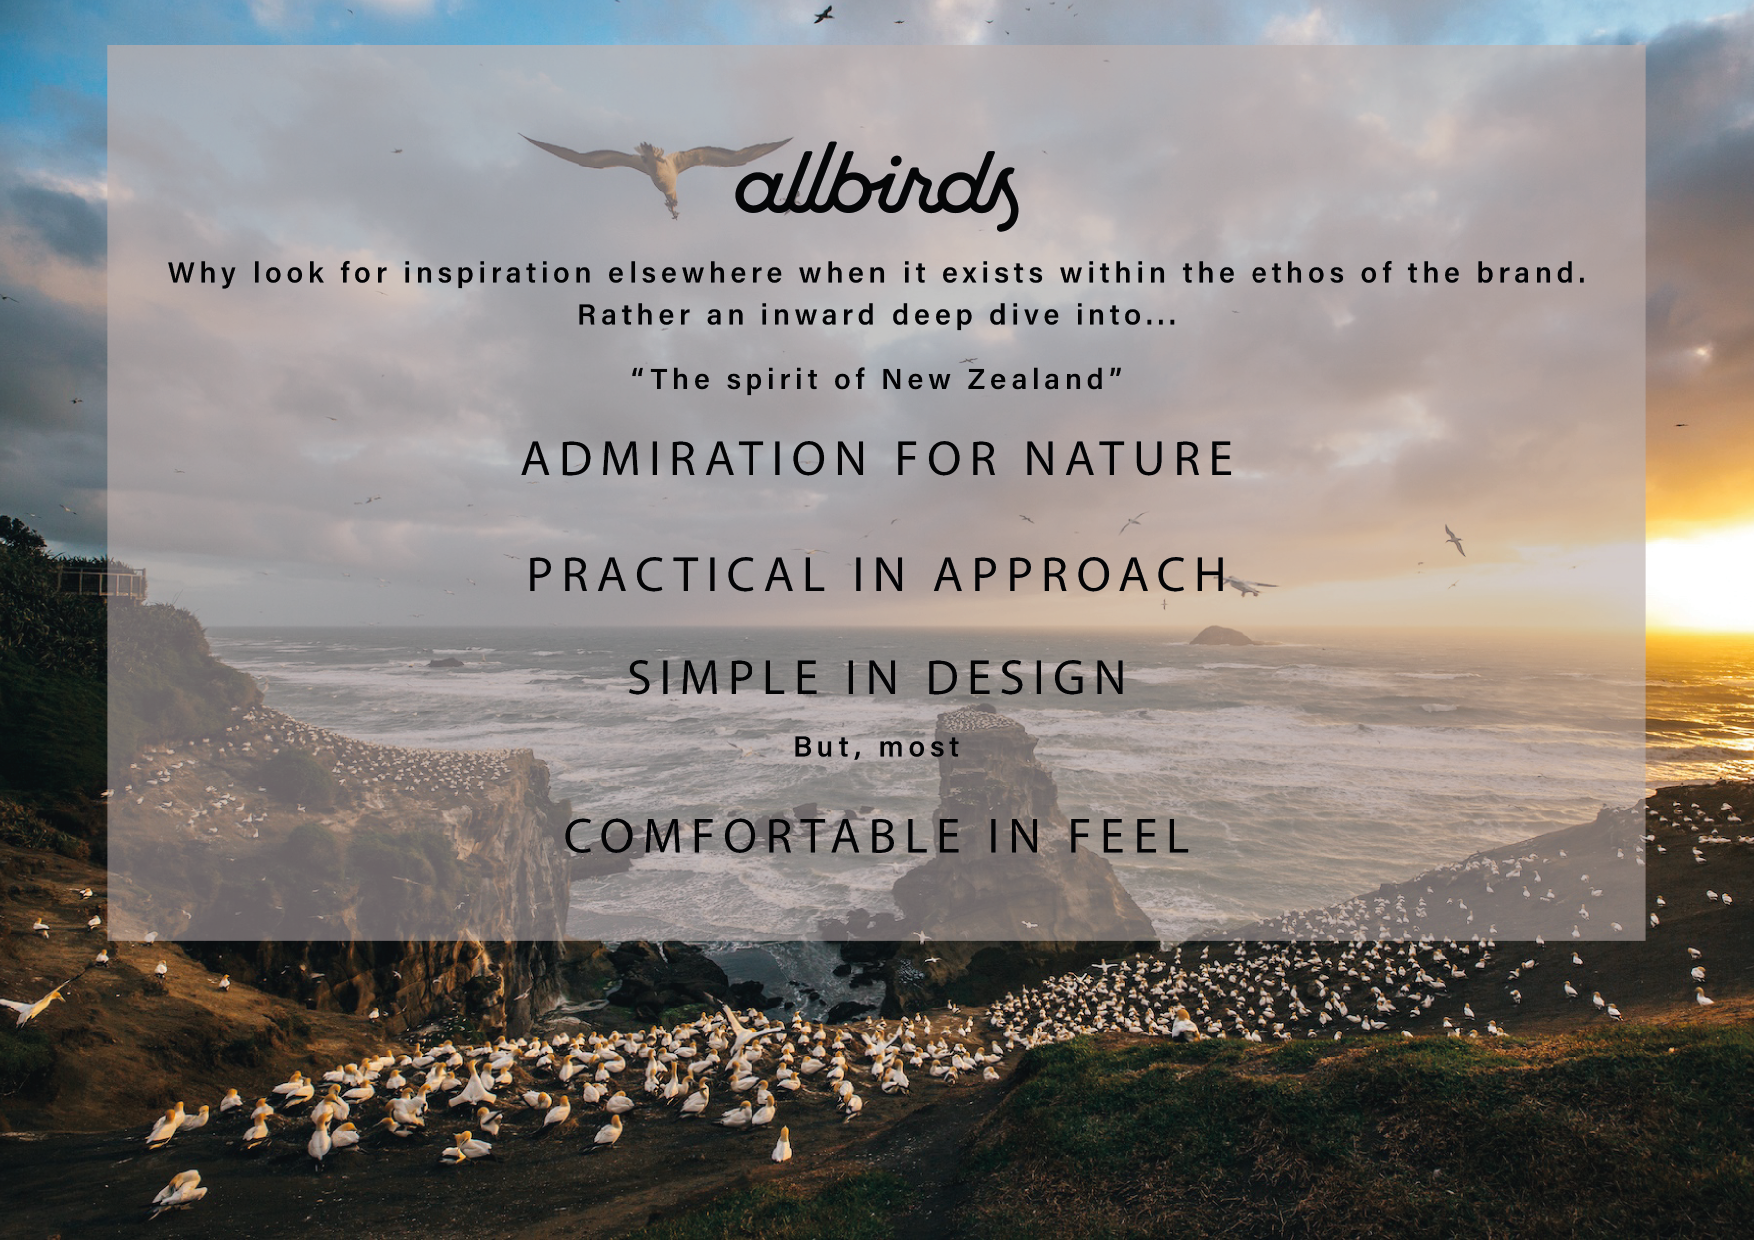 allbirds
Why look for inspiration elsewhere when it exists within the ethos of the brand.
Rather an inward deep dive into...
“The spirit of New Zealand”
ADMIRATION FOR NATURE
PRACTICAL IN APPROACH
SIMPLE IN DESIGN
But, most
COMFORTABLE IN FEEL